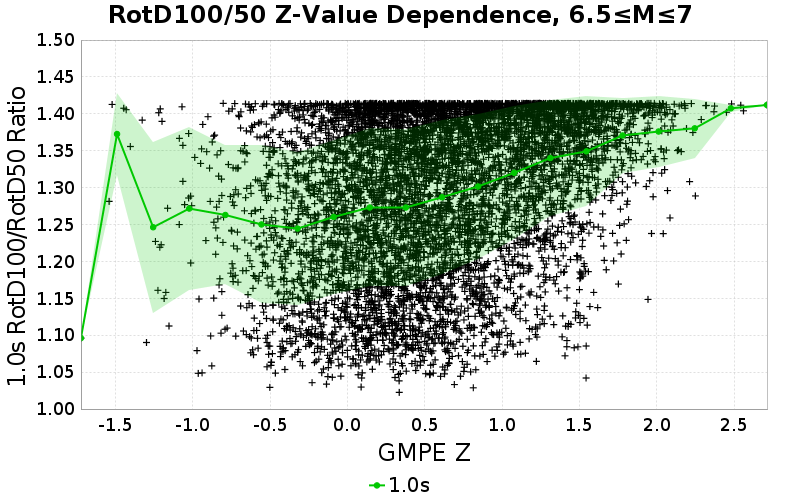 RotD100/50 Z-Value Dependence, 6.5≤M≤7
1.0s RotD100/RotD50 Ratio
1.50
1.45
1.40
1.35
1.30
1.25
1.20
1.15
1.10
1.05
1.00
-1.5 -1.0 -0.5 0.0 0.5 1.0 1.5 2.0 2.5
GMPE Z
1.0s